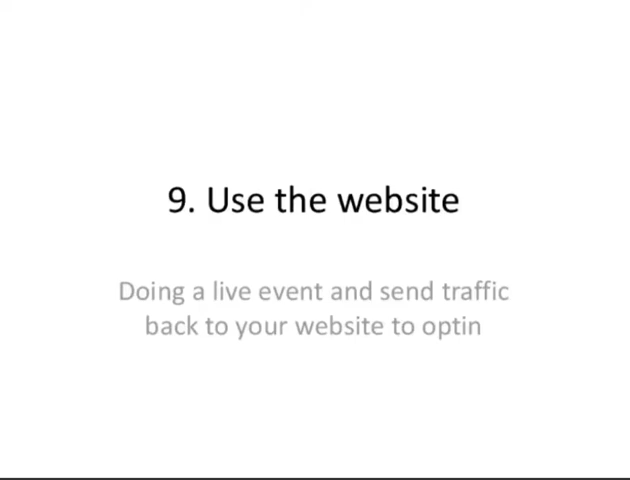 9. Use the website
Doing a live event and send traffic
back to your website to optin